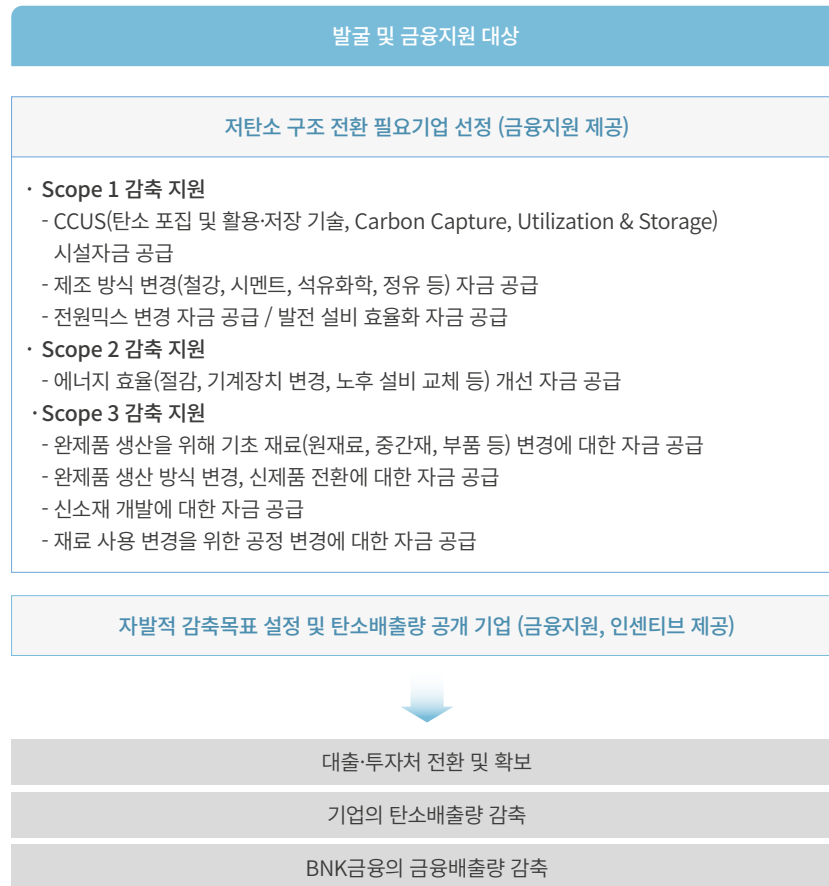 발굴 및 금융지원 대상
저탄소 구조 전환 필요기업 선정 (금융지원 제공)
· Scope 1 감축 지원
- CCUS(탄소 포집 및 활용·저장 기술, Carbon Capture, Utilization & Storage)
시설자금 공급
- 제조 방식 변경(철강, 시멘트, 석유화학, 정유 등) 자금 공급
- 전원믹스 변경 자금 공급 / 발전 설비 효율화 자금 공급
· Scope 2 감축 지원
- 에너지 효율(절감, 기계장치 변경, 노후 설비 교체 등) 개선 자금 공급
·Scope 3 감축 지원
- 완제품 생산을 위해 기초 재료(원재료, 중간재, 부품 등) 변경에 대한 자금 공급
- 완제품 생산 방식 변경, 신제품 전환에 대한 자금 공급
- 신소재 개발에 대한 자금 공급
- 재료 사용 변경을 위한 공정 변경에 대한 자금 공급
자발적 감축목표 설정 및 탄소배출량 공개 기업 (금융지원, 인센티브 제공)
대출·투자처 전환 및 확보
기업의 탄소배출량 감축
BNK금융의 금융배출량 감축